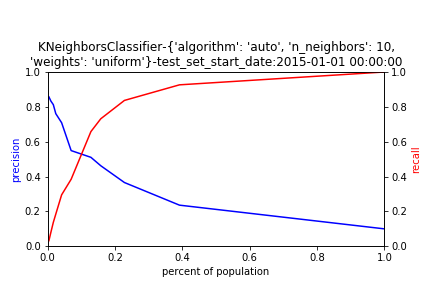 KNeighborsClassifier-{'algorithm': 'auto', 'n_neighbors': 10,
'weights': 'uniform'}-test_set_start_date:2015-01-01 00:00:00
1.0
0.8
0.6
0.4
0.2
0.0
precision
1.0
0.8
0.6
0.4
0.2
0.0
recall
0.0 0.2 0.4 0.6 0.8 1.0
percent of population